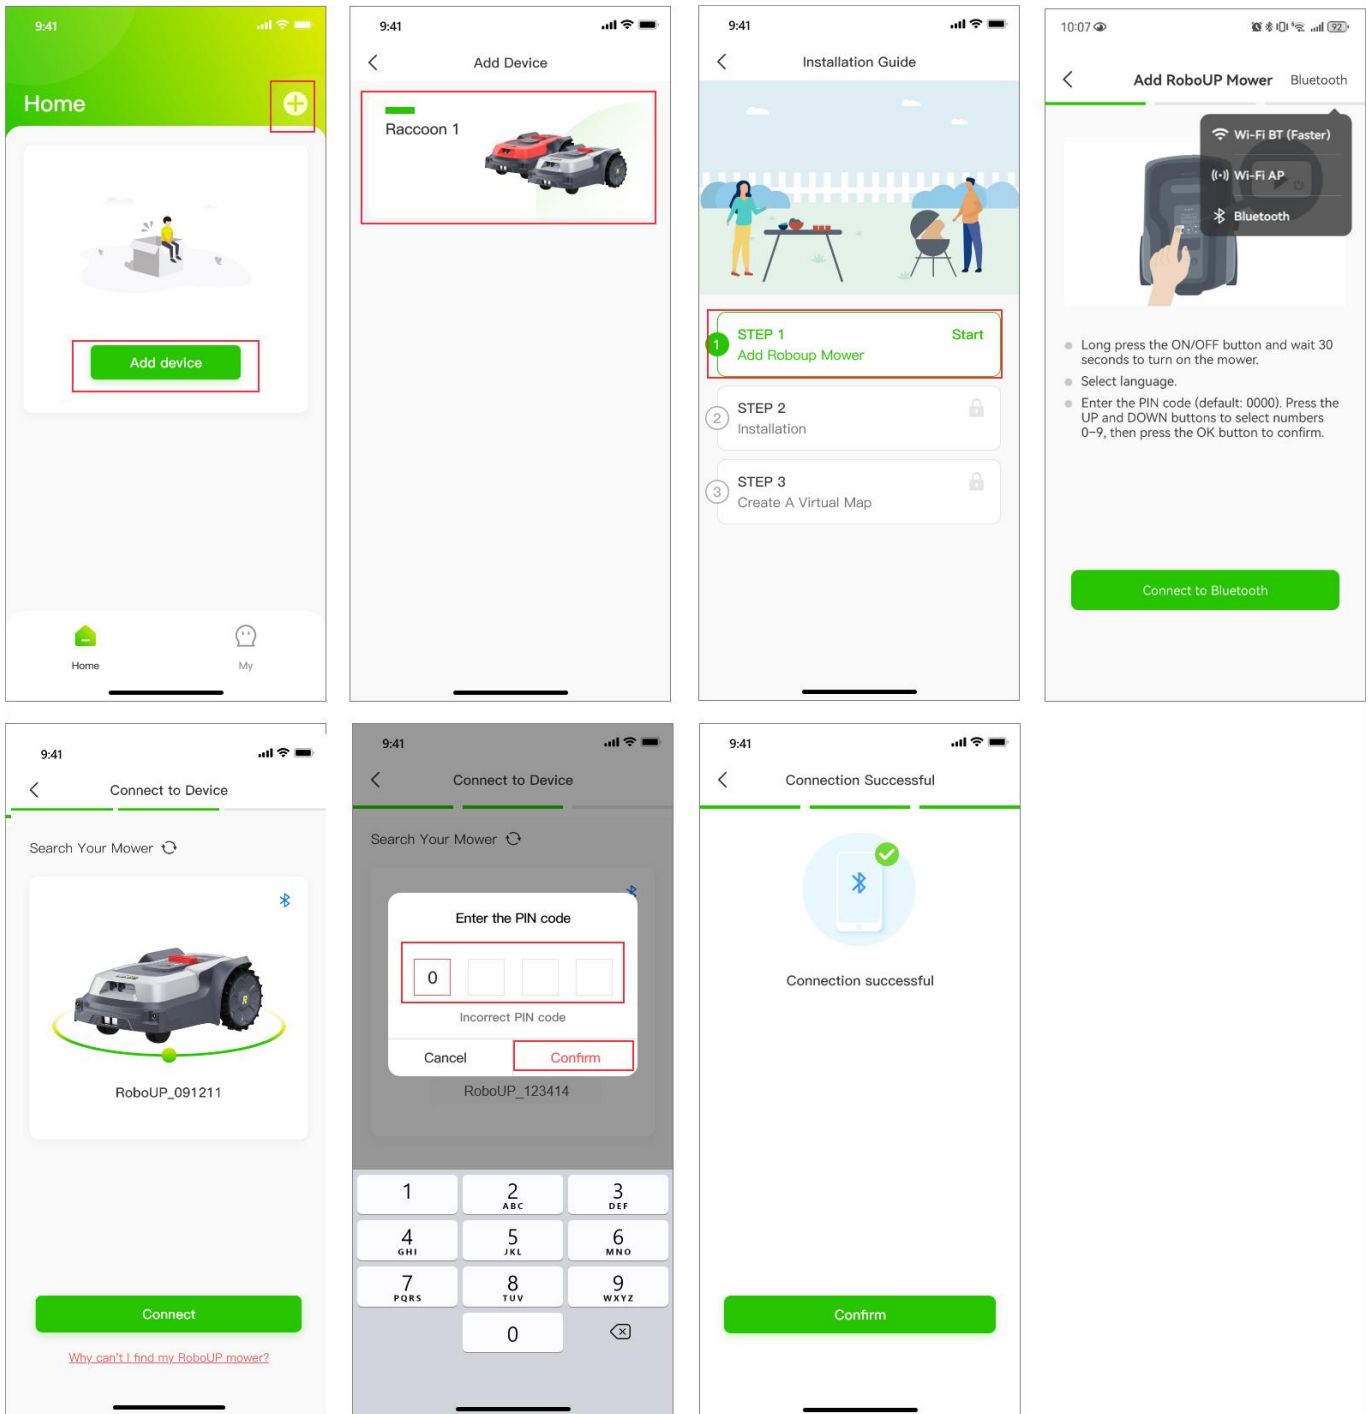 9:41
Home
Add device
Home
My
9:41
Add Device
Raccoon 1
9:41
Installation Guide
1
STEP 1
Start
Add Roboup Mower
2
STEP 2
Installation
3
STEP 3
Create A Virtual Map
10:07
92
Add RoboUP Mower
Bluetooth
Wi-Fi BT (Faster)
Wi-Fi AP
Bluetooth
Long press the ON/OFF button and wait 30
seconds to turn on the mower.
Select language.
Enter the PIN code (default: 0000). Press the
UP and DOWN buttons to select numbers
0-9, then press the OK button to confirm.
Connect to Bluetooth
9:41
Connect to Device
Search Your Mower
R
RoboUP_091211
Connect
Why can't I find my RoboUP mower?
9:41
Connect to Device
Search Your Mower
Enter the PIN code
0
Incorrect PIN code
Cancel
Confirm
RoboUP_123414
1
2
ABC
3
DEF
4
GHI
5
JKL
6
MNO
7
PQRS
8
TUV
9
WXYZ
0
9:41
Connection Successful
Connection successful
Confirm